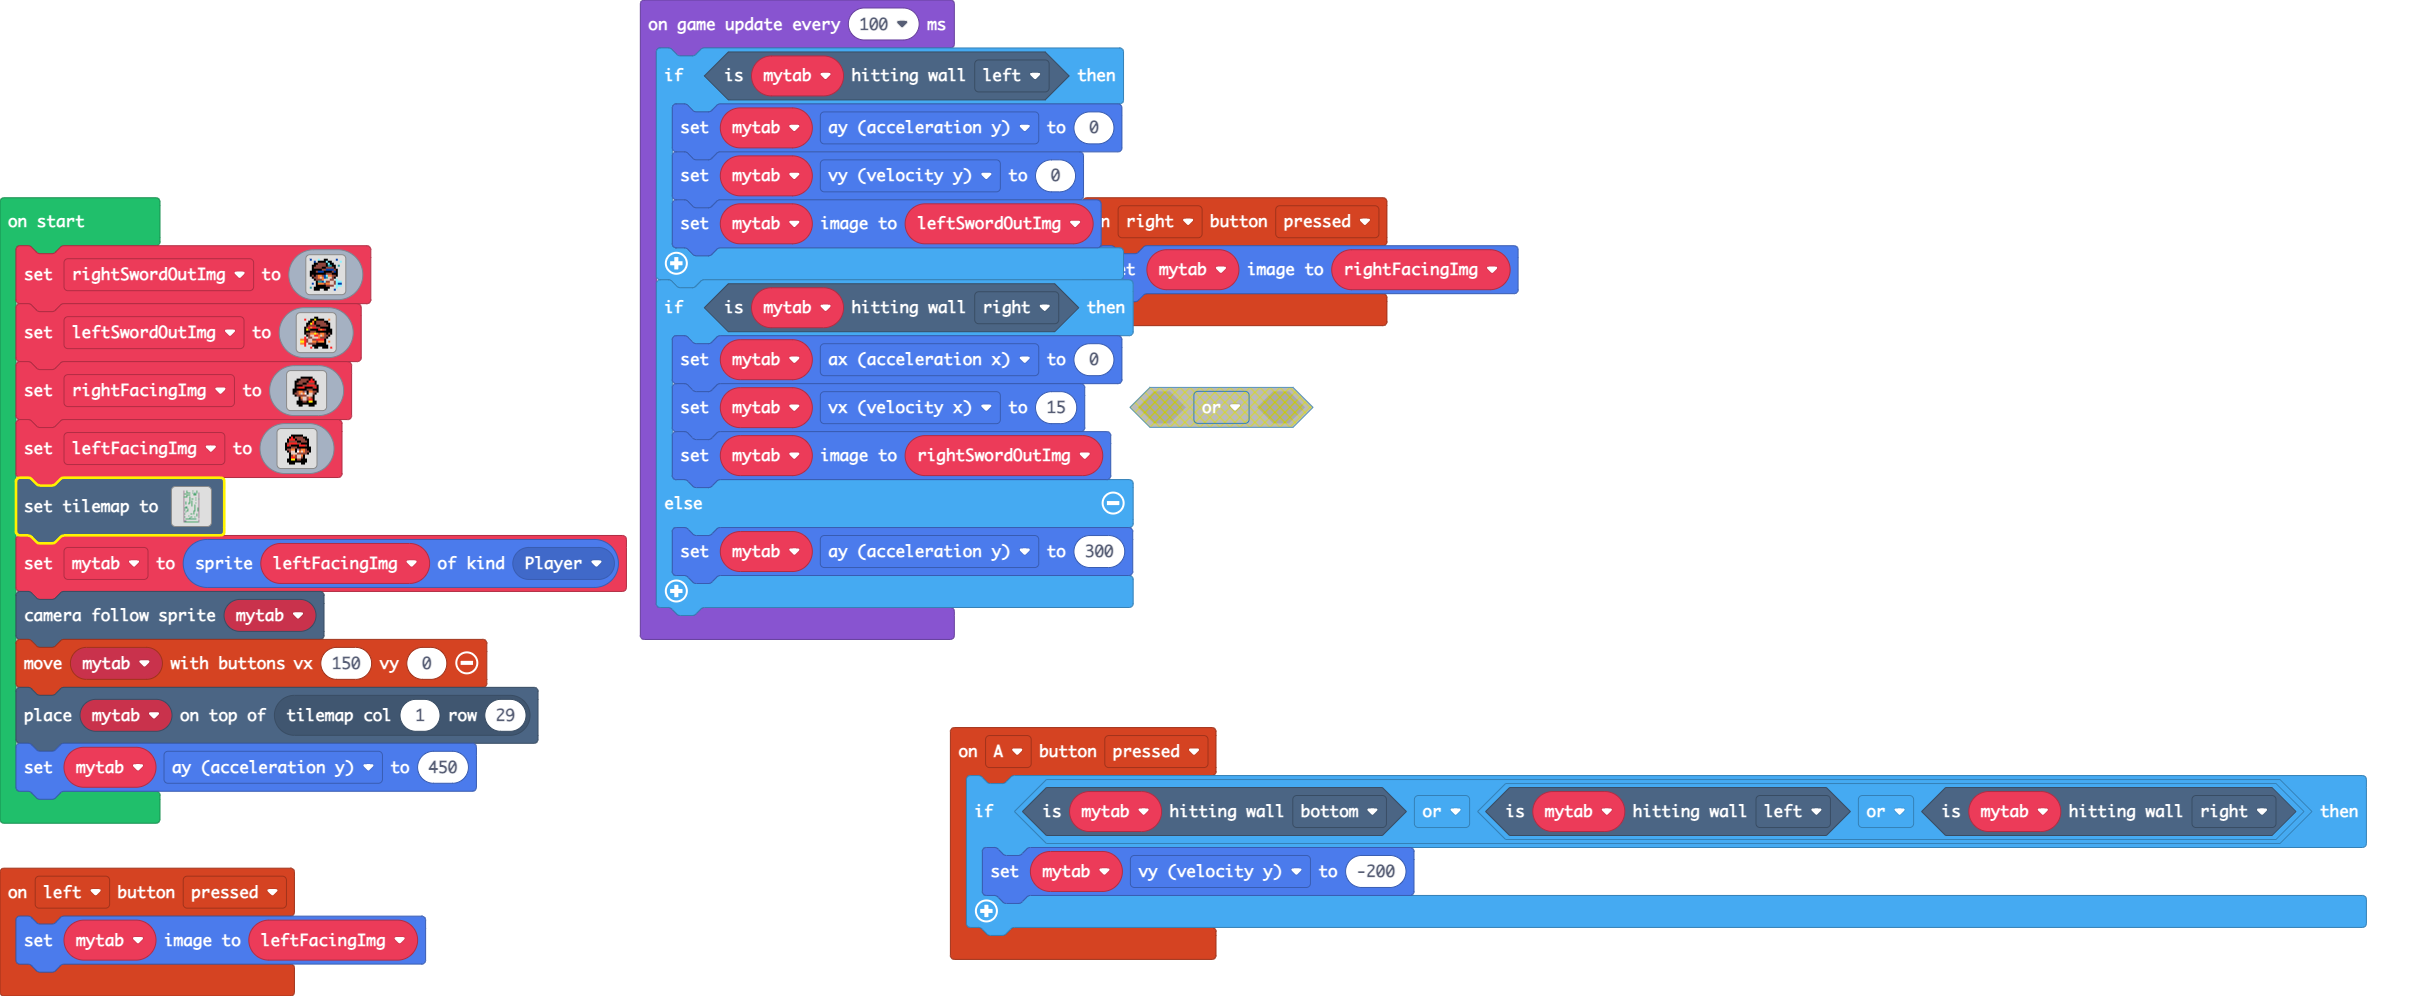 on start
set rightSwordOutImg to
set leftSwordOutImg to
set rightFacingImg to
set leftFacingImg to
set tilemap to
set mytab to sprite leftFacingImg of kind Player
camera follow sprite mytab
move mytab with buttons vx 150 vy 0
place mytab on top of tilemap col 1 row 29
set mytab ay (acceleration y) to 450
on left button pressed
set mytab image to leftFacingImg
on game update every 100 ms
if is mytab hitting wall left then
set mytab ay (acceleration y) to 0
set mytab vy (velocity y) to 0
set mytab image to leftSwordOutImg
if is mytab hitting wall right then
set mytab ax (acceleration x) to 0
set mytab vx (velocity x) to 15
set mytab image to rightSwordOutImg
else
set mytab ay (acceleration y) to 300
n right button pressed
et mytab image to rightFacingImg
or
on A button pressed
if is mytab hitting wall bottom or is mytab hitting wall left or is mytab hitting wall right then
set mytab vy (velocity y) to -200